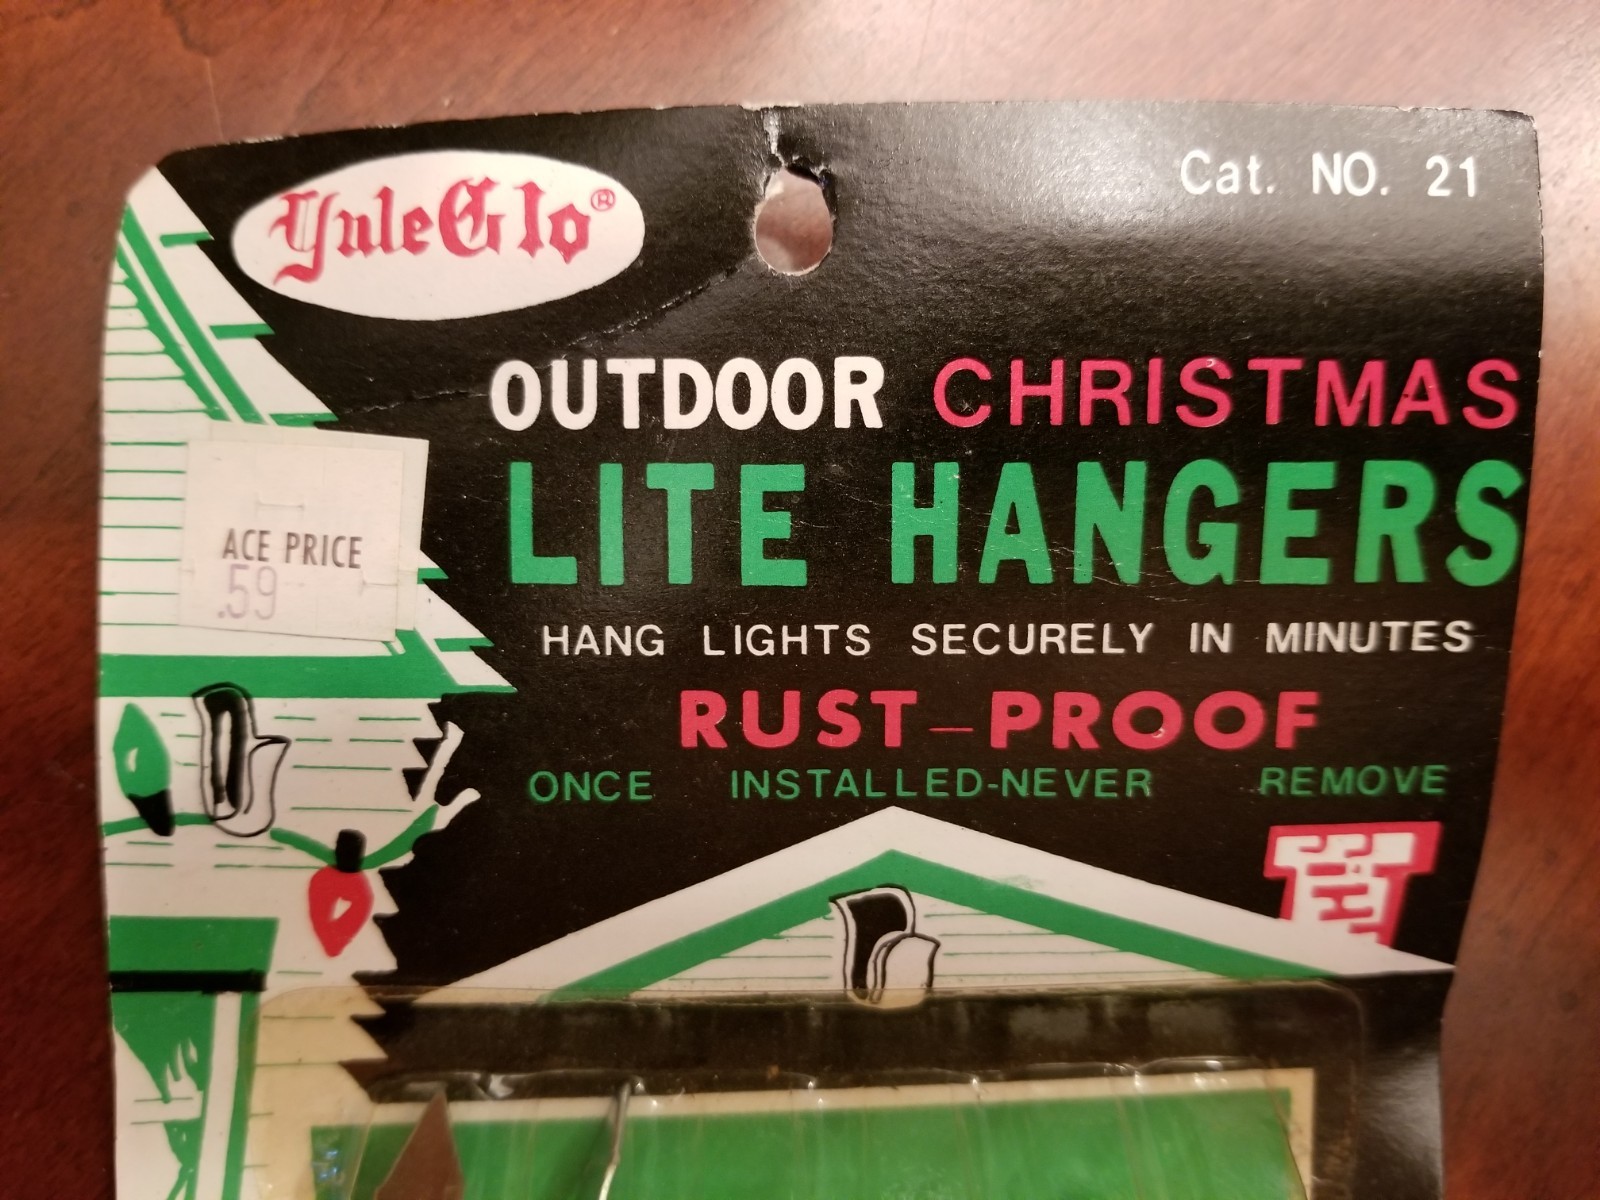 YuleGlo®
Cat. NO. 21
OUTDOOR CHRISTMAS
LITE HANGERS
HANG LIGHTS SECURELY IN MINUTES
RUST-PROOF
ONCE INSTALLED-NEVER REMOVE
ACE PRICE
.59